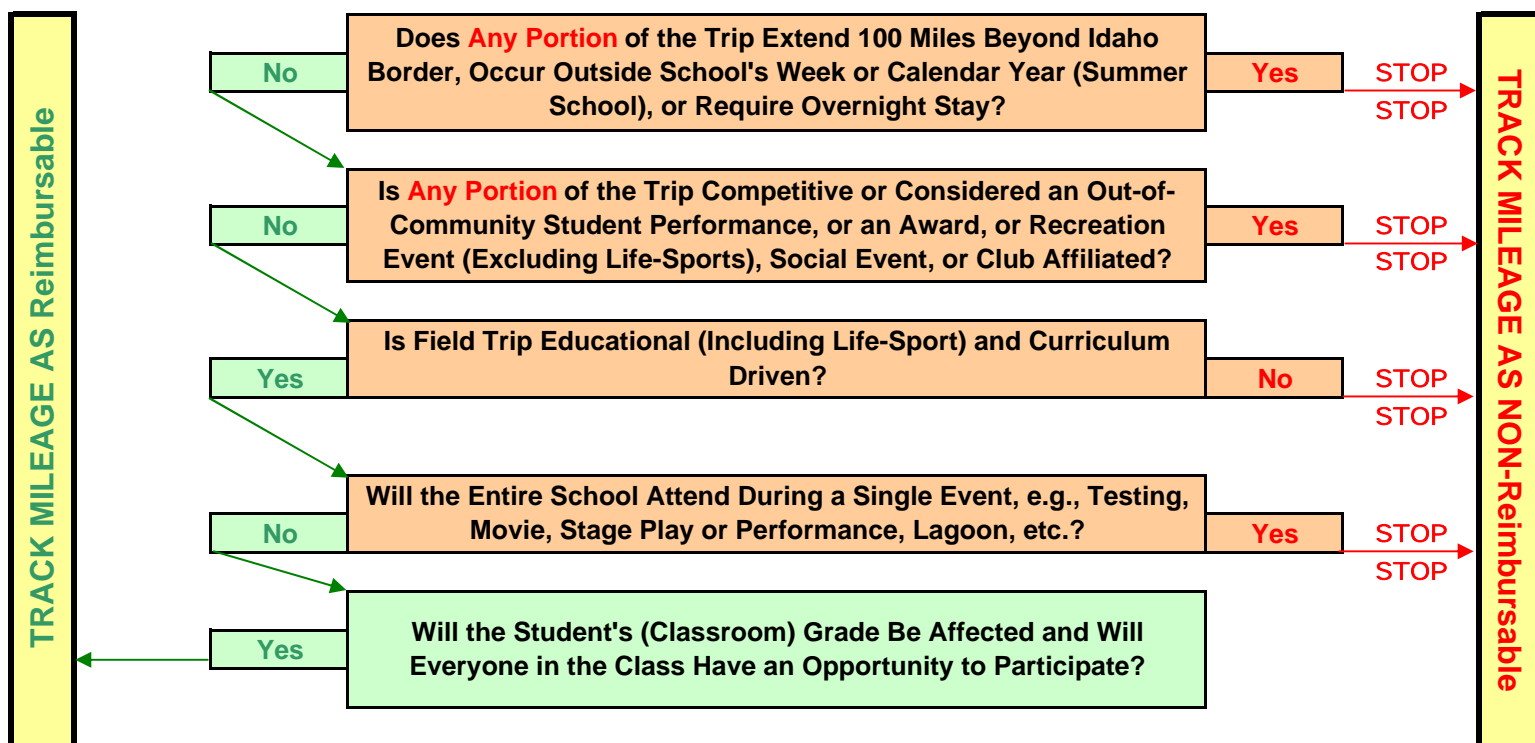 TRACK MILEAGE AS Reimbursable
Does Any Portion of the Trip Extend 100 Miles Beyond Idaho
Border, Occur Outside School's Week or Calendar Year (Summer
School), or Require Overnight Stay?
No
Yes
STOP
STOP
Is Any Portion of the Trip Competitive or Considered an Out-of-
Community Student Performance, or an Award, or Recreation
Event (Excluding Life-Sports), Social Event, or Club Affiliated?
No
Yes
STOP
STOP
Is Field Trip Educational (Including Life-Sport) and Curriculum
Driven?
Yes
No
STOP
STOP
Will the Entire School Attend During a Single Event, e.g., Testing,
Movie, Stage Play or Performance, Lagoon, etc.?
No
Yes
STOP
STOP
Will the Student's (Classroom) Grade Be Affected and Will
Everyone in the Class Have an Opportunity to Participate?
Yes
TRACK MILEAGE AS NON-Reimbursable